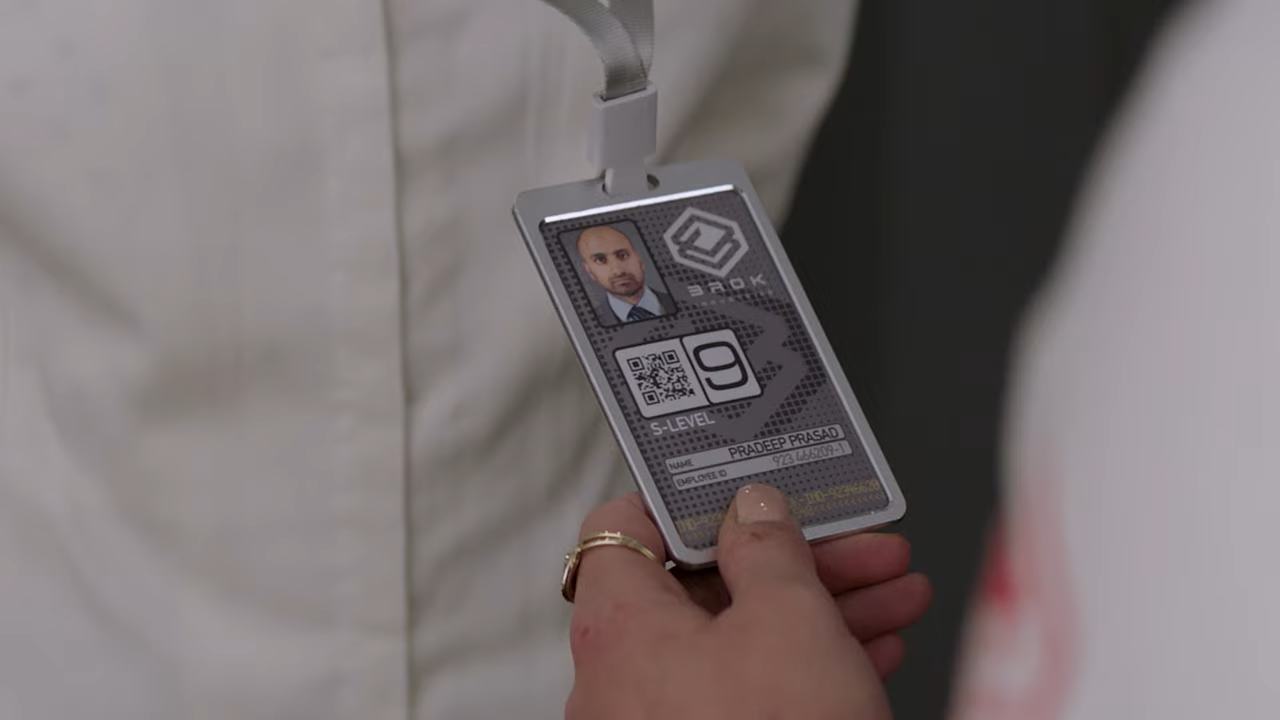 BROK
9
S-LEVEL
NAME PRADEEP PRASAD
EMPLOYEE ID 923 466209-1